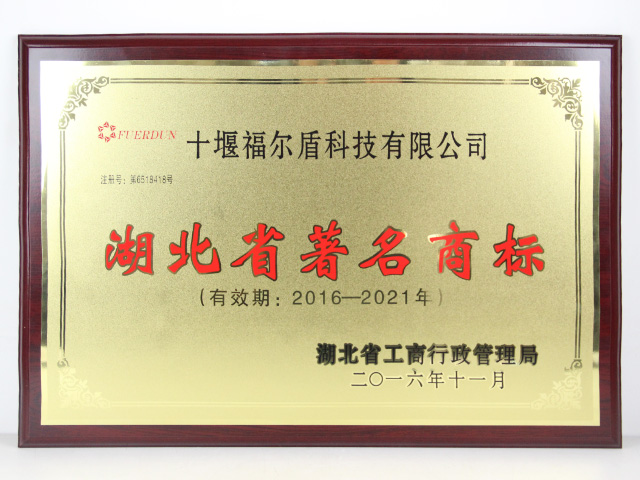 FUERDUN 十堰福尔盾科技有限公司
注册号：第6519418号
湖北省著名商标
(有效期：2016—2021年)
湖北省工商行政管理局
二〇一六年十一月